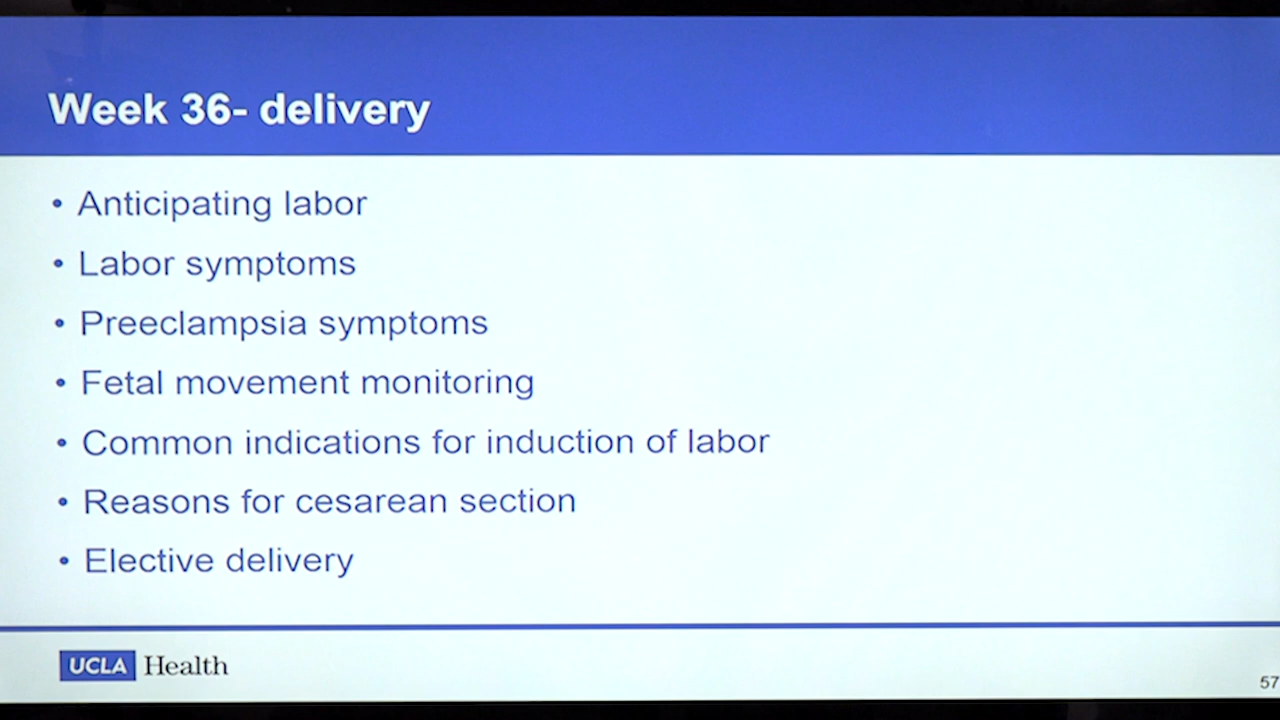 Week 36- delivery
• Anticipating labor
• Labor symptoms
• Preeclampsia symptoms
• Fetal movement monitoring
• Common indications for induction of labor
• Reasons for cesarean section
• Elective delivery
UCLA Health
57